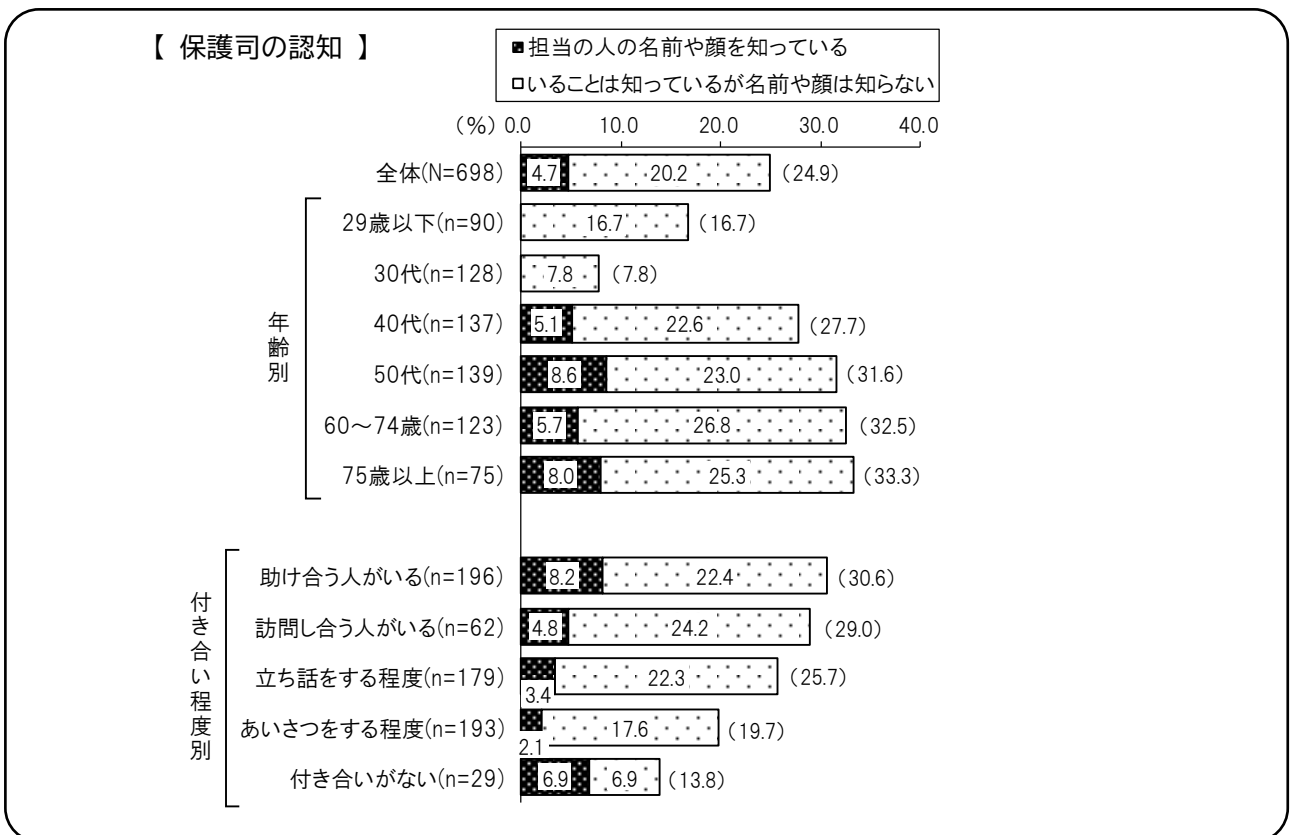 【 保護司の認知 】
担当の人の名前や顔を知っている
いることは知っているが名前や顔は知らない
(%) 0.0 10.0 20.0 30.0 40.0
全体(N=698) 4.7 20.2 (24.9)
年齢別
29歳以下(n=90) 16.7 (16.7)
30代(n=128) 7.8 (7.8)
40代(n=137) 5.1 22.6 (27.7)
50代(n=139) 8.6 23.0 (31.6)
60～74歳(n=123) 5.7 26.8 (32.5)
75歳以上(n=75) 8.0 25.3 (33.3)
付き合い程度別
助け合う人がいる(n=196) 8.2 22.4 (30.6)
訪問し合う人がいる(n=62) 4.8 24.2 (29.0)
立ち話をする程度(n=179) 3.4 22.3 (25.7)
あいさつをする程度(n=193) 2.1 17.6 (19.7)
付き合いがない(n=29) 6.9 6.9 (13.8)